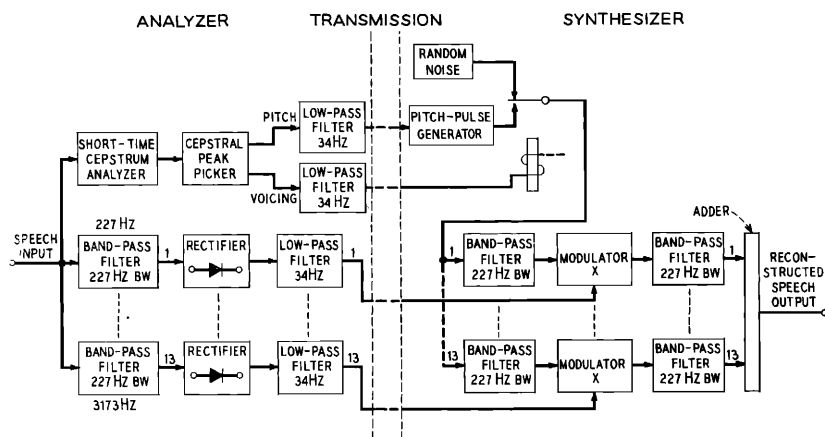 ANALYZER
TRANSMISSION
SYNTHESIZER
RANDOM
NOISE
PITCH
LOW-PASS
FILTER
34HZ
PITCH-PULSE
GENERATOR
SHORT-TIME
CEPSTRUM
ANALYZER
CEPSTRAL
PEAK
PICKER
VOICING
LOW-PASS
FILTER
34 HZ
SPEECH
INPUT
227 HZ
BAND-PASS
FILTER
227 HZ BW
1
RECTIFIER
LOW-PASS
FILTER
34HZ
1
1
BAND-PASS
FILTER
227 HZ BW
MODULATOR
X
BAND-PASS
FILTER
227 HZ BW
1
ADDER
RECON-
STRUCTED
SPEECH
OUTPUT
BAND-PASS
FILTER
227 HZ BW
3173 HZ
13
RECTIFIER
LOW-PASS
FILTER
34HZ
13
13
BAND-PASS
FILTER
227 HZ BW
MODULATOR
X
BAND-PASS
FILTER
227 HZ BW
13